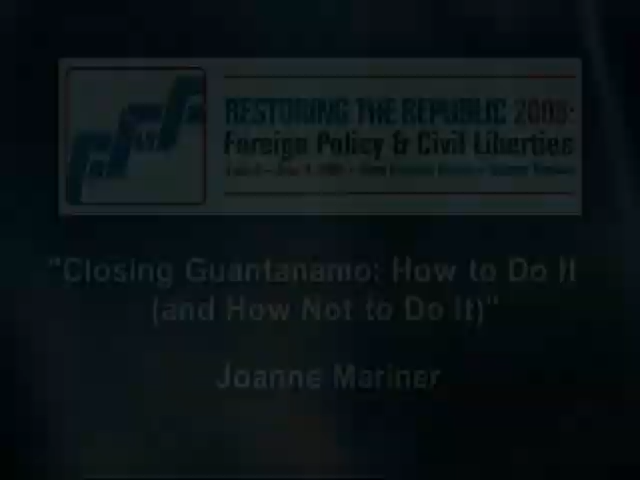 RESTORING THE REPUBLIC 2008:
Foreign Policy & Civil Liberties
"Closing Guantanamo: How to Do It
(and How Not to Do It)"
Joanne Mariner